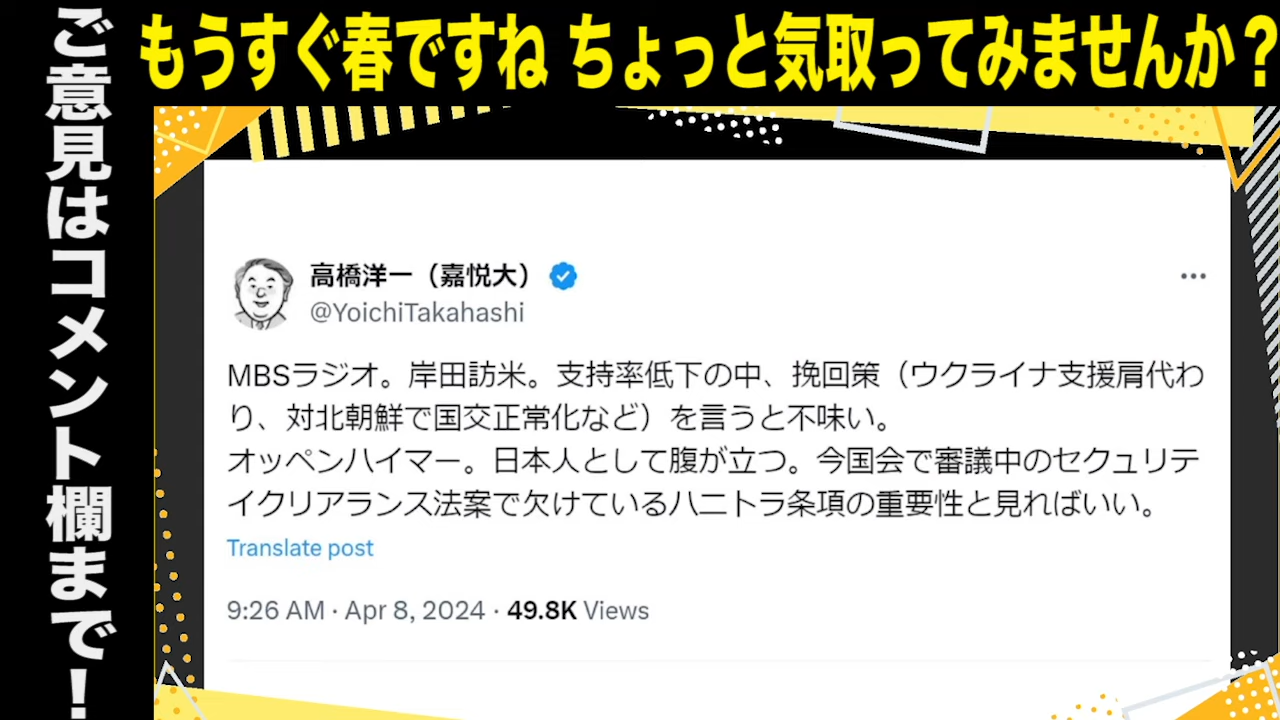 もうすぐ春ですね ちょっと気取ってみませんか？
ご意見はコメント欄まで！
高橋洋一（嘉悦大）
@YoichiTakahashi
MBSラジオ。岸田訪米。支持率低下の中、挽回策（ウクライナ支援肩代わ
り、対北朝鮮で国交正常化など）を言うと不味い。
オッペンハイマー。日本人として腹が立つ。今国会で審議中のセクュリテ
イクリアランス法案で欠けているハニトラ条項の重要性と見ればいい。
Translate post
9:26 AM · Apr 8, 2024 · 49.8K Views